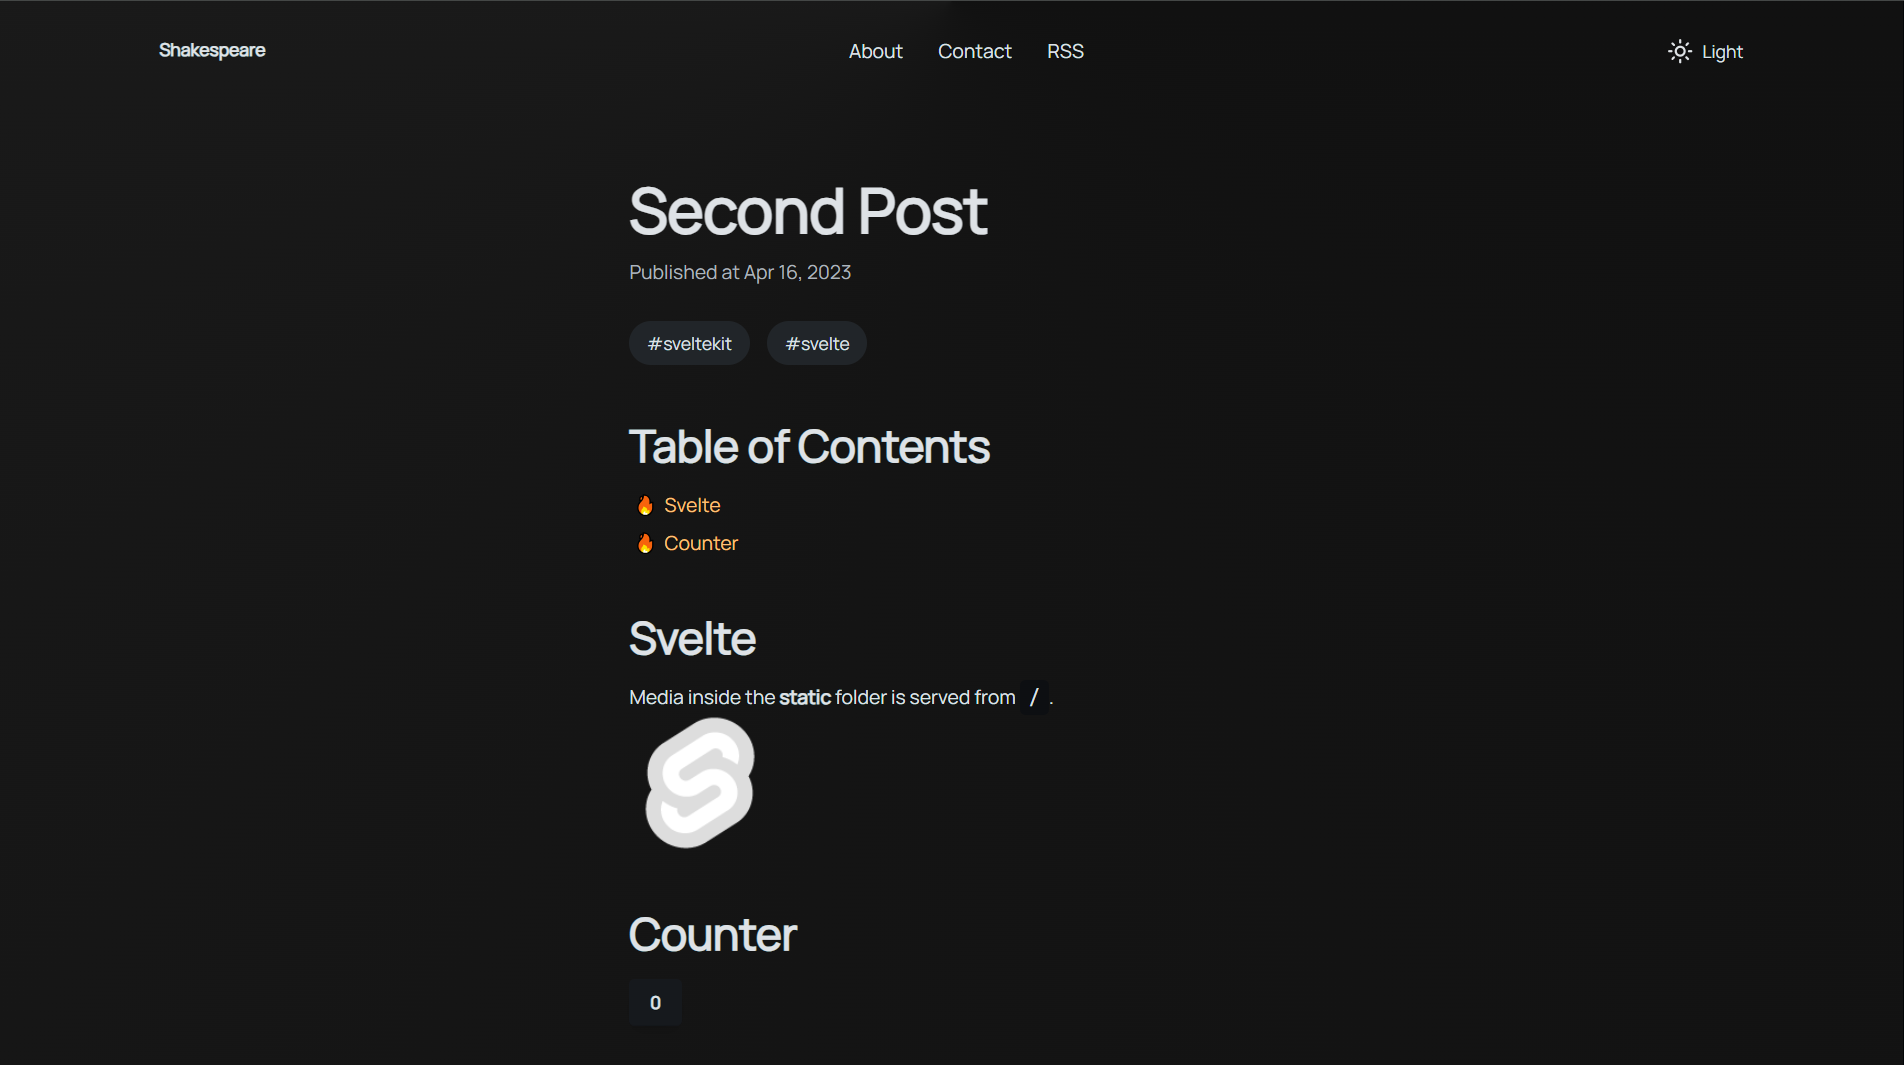 Shakespeare
About Contact RSS
Light
Second Post
Published at Apr 16, 2023
#sveltekit #svelte
Table of Contents
🔥 Svelte
🔥 Counter
Svelte
Media inside the static folder is served from / .
Counter
0